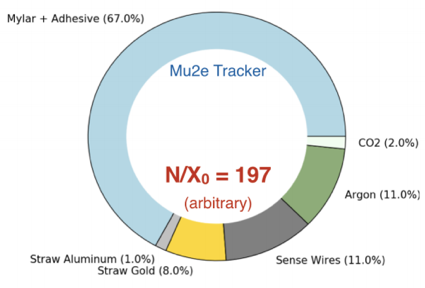 Mylar + Adhesive (67.0%)
Mu2e Tracker
CO2 (2.0%)
N/X₀ = 197
Argon (11.0%)
(arbitrary)
Straw Aluminum (1.0%)
Sense Wires (11.0%)
Straw Gold (8.0%)